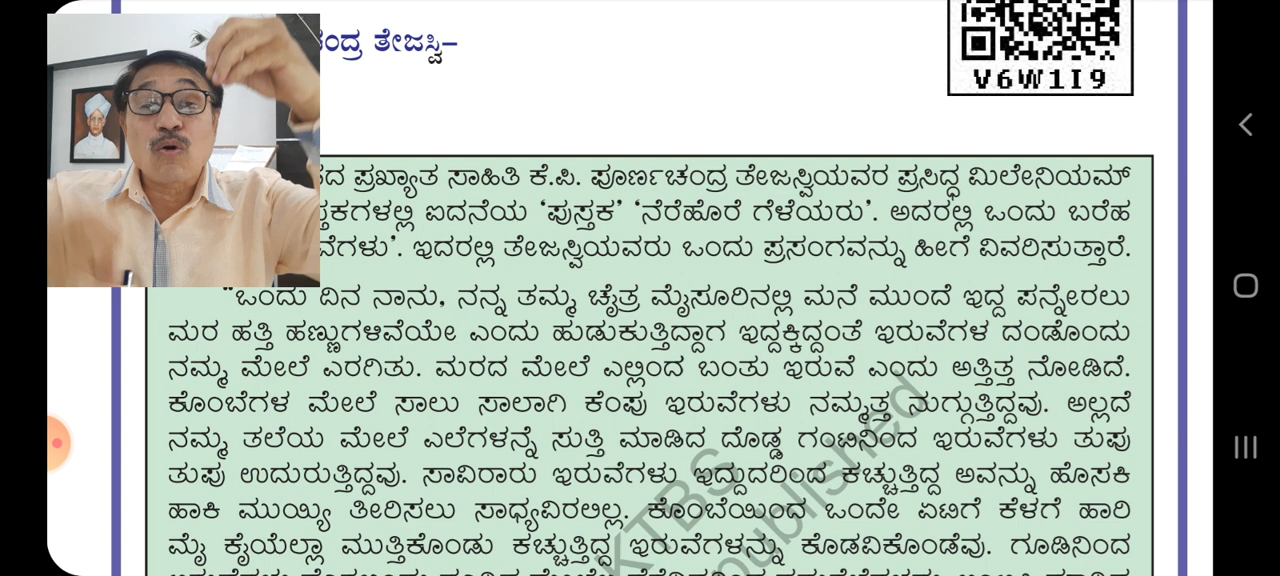 ತೇಜಸ್ವಿ–
V6W1I9
ಪ್ರಖ್ಯಾತ ಸಾಹಿತಿ ಕೆ.ಪಿ. ಪೂರ್ಣಚಂದ್ರ ತೇಜಸ್ವಿಯವರ ಪ್ರಸಿದ್ಧ ಮಿಲೇನಿಯಮ್
ಐದನೆಯ ‘ಪುಸ್ತಕ’ ‘ನೆರೆಹೊರೆ ಗೆಳೆಯರು’. ಅದರಲ್ಲಿ ಒಂದು ಬರೆಹ
ಇದರಲ್ಲಿ ತೇಜಸ್ವಿಯವರು ಒಂದು ಪ್ರಸಂಗವನ್ನು ಹೀಗೆ ವಿವರಿಸುತ್ತಾರೆ.
“ಒಂದು ದಿನ ನಾನು, ನನ್ನ ತಮ್ಮ ಚೈತ್ರ ಮೈಸೂರಿನಲ್ಲಿ ಮನೆ ಮುಂದೆ ಇದ್ದ ಪನ್ನೇರಲು
ಮರ ಹತ್ತಿ ಹಣ್ಣುಗಳಿವೆಯೇ ಎಂದು ಹುಡುಕುತ್ತಿದ್ದಾಗ ಇದ್ದಕ್ಕಿದ್ದಂತೆ ಇರುವೆಗಳ ದಂಡೊಂದು
ನಮ್ಮ ಮೇಲೆ ಎರಗಿತು. ಮರದ ಮೇಲೆ ಎಲ್ಲಿಂದ ಬಂತು ಇರುವೆ ಎಂದು ಅತ್ತಿತ್ತ ನೋಡಿದೆ.
ಕೊಂಬೆಗಳ ಮೇಲೆ ಸಾಲು ಸಾಲಾಗಿ ಕೆಂಪು ಇರುವೆಗಳು ನಮ್ಮತ್ತ ನುಗ್ಗುತ್ತಿದ್ದವು. ಅಲ್ಲದೆ
ನಮ್ಮ ತಲೆಯ ಮೇಲೆ ಎಲೆಗಳನ್ನೆ ಸುತ್ತಿ ಮಾಡಿದ ದೊಡ್ಡ ಗಂಟಿನಿಂದ ಇರುವೆಗಳು ತುಪು
ತುಪು ಉದುರುತ್ತಿದ್ದವು. ಸಾವಿರಾರು ಇರುವೆಗಳು ಇದ್ದುದರಿಂದ ಕಚ್ಚುತ್ತಿದ್ದ ಅವನ್ನು ಹೊಸಕಿ
ಹಾಕಿ ಮುಯ್ಯಿ ತೀರಿಸಲು ಸಾಧ್ಯವಿರಲಿಲ್ಲ. ಕೊಂಬೆಯಿಂದ ಒಂದೇ ಏಟಿಗೆ ಕೆಳಗೆ ಹಾರಿ
ಮೈ ಕೈಯೆಲ್ಲಾ ಮುತ್ತಿಕೊಂಡು ಕಚ್ಚುತ್ತಿದ್ದ ಇರುವೆಗಳನ್ನು ಕೊಡವಿಕೊಂಡೆವು. ಗೂಡಿನಿಂದ
KTBS
published